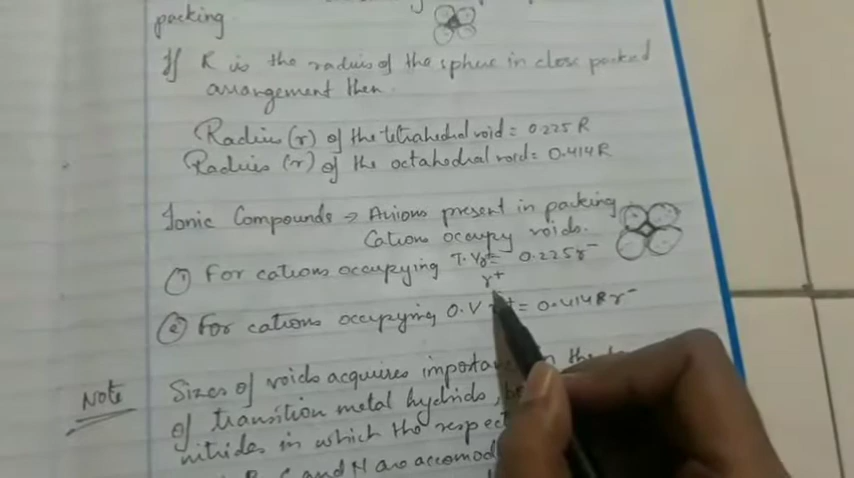 packing
If R is the radius of the sphere in close packed
arrangement then
Radius (r) of the tetrahedral void = 0.225 R
Radius (r) of the octahedral void = 0.414 R
Ionic Compounds → Anions present in packing
Cations occupy voids.
① For cations occupying T.V r⁺= 0.225 r⁻
r⁺
② For cations occupying O.V = 0.414 R r⁻
Note
Sizes of voids acquires in the
of transition metal hydrids,
nitrides in which the
C and N are